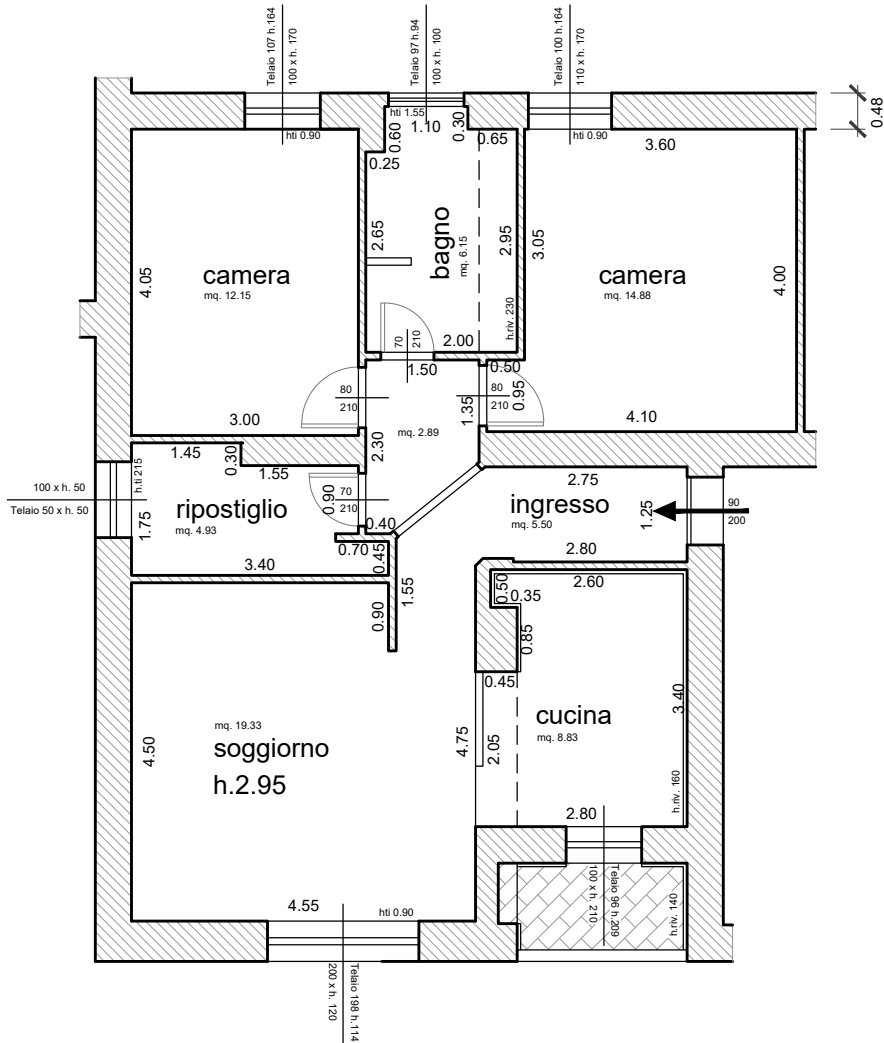 Telaio 107 h.164
100 x h. 170
Telaio 97 h.94
100 x h. 100
Telaio 100 h.164
110 x h. 170
0.48
hti 0.90
hti 1.55
1.10
0.60
0.30
0.65
0.25
hti 0.90
3.60
4.05
camera
mq. 12.15
3.00
2.65
bagno
mq. 6.15
2.95
h.riv. 230
2.00
70
210
3.05
camera
mq. 14.88
4.00
4.10
1.50
0.50
0.95
80
210
80
210
1.35
mq. 2.89
2.30
1.45
0.30
1.55
h.ti 215
100 x h. 50
Telaio 50 x h. 50
1.75
ripostiglio
mq. 4.93
0.90
70
210
0.40
0.70
0.45
3.40
2.75
ingresso
mq. 5.50
1.25
90
200
2.80
0.90
1.55
0.50
0.35
2.60
0.85
0.45
3.40
cucina
mq. 8.83
4.75
2.05
h.riv. 160
2.80
4.50
mq. 19.33
soggiorno
h.2.95
4.55
hti 0.90
Telaio 96 h.209
100 x h. 210
h.riv. 140
Telaio 198 h.114
200 x h. 120